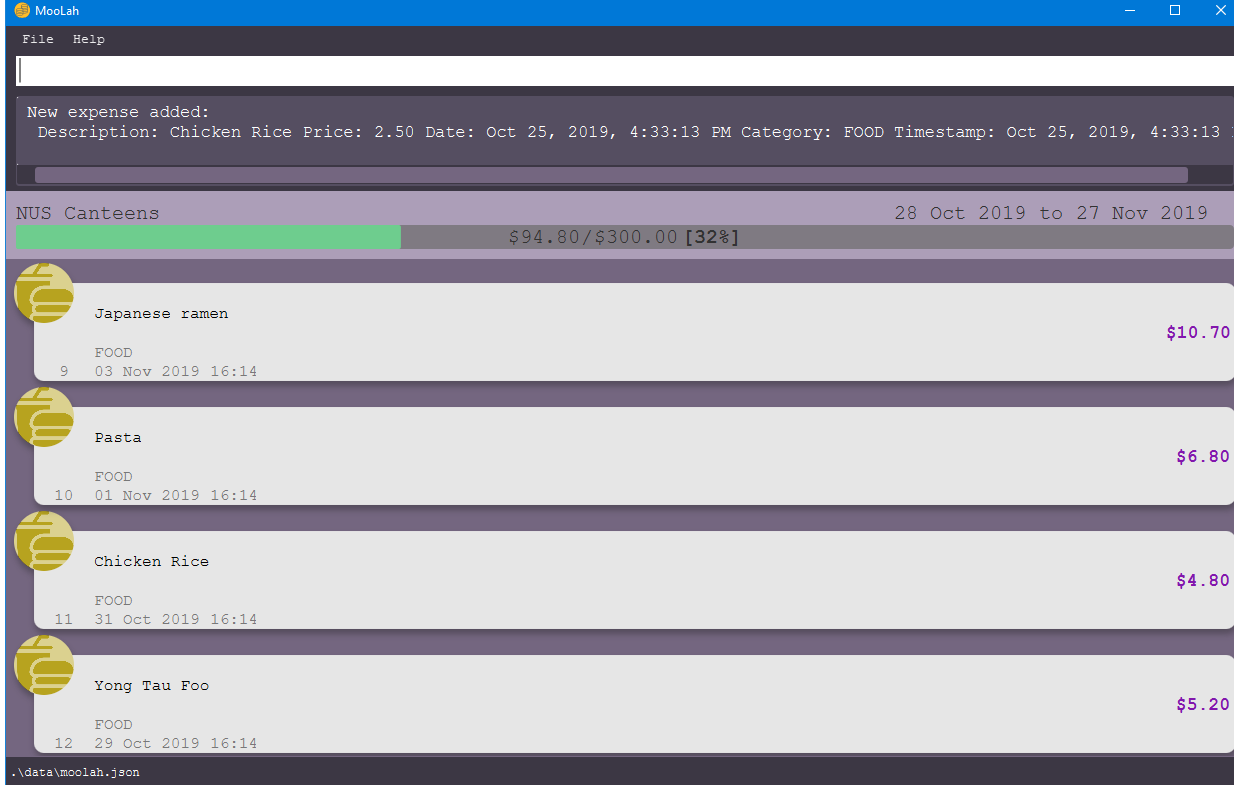 MooLah
File Help
New expense added:
Description: Chicken Rice Price: 2.50 Date: Oct 25, 2019, 4:33:13 PM Category: FOOD Timestamp: Oct 25, 2019, 4:33:13
NUS Canteens 28 Oct 2019 to 27 Nov 2019
$94.80/$300.00 [32%]
Japanese ramen
$10.70
FOOD
9 03 Nov 2019 16:14
Pasta
$6.80
FOOD
10 01 Nov 2019 16:14
Chicken Rice
$4.80
FOOD
11 31 Oct 2019 16:14
Yong Tau Foo
$5.20
FOOD
12 29 Oct 2019 16:14
.\data\moolah.json